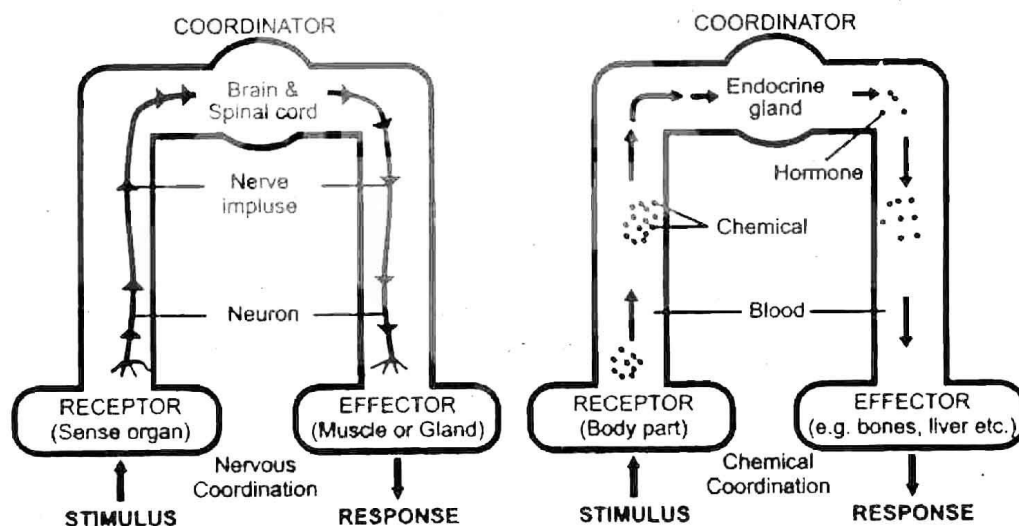 COORDINATOR
Brain &
Spinal cord
Nerve
impluse
Neuron
RECEPTOR
(Sense organ)
EFFECTOR
(Muscle or Gland)
Nervous
Coordination
STIMULUS
RESPONSE
COORDINATOR
Endocrine
gland
Hormone
Chemical
Blood
RECEPTOR
(Body part)
EFFECTOR
(e.g. bones, liver etc.)
Chemical
Coordination
STIMULUS
RESPONSE